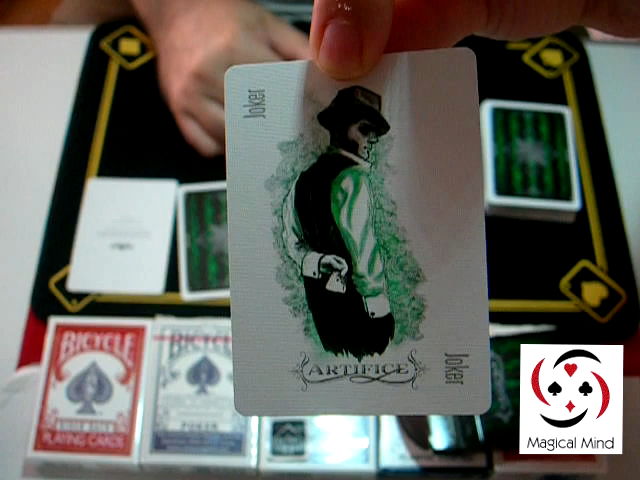 Joker
ARTIFICE
Joker
BICYCLE
PLAYING CARDS
BICYCLE
POKER
Magical Mind